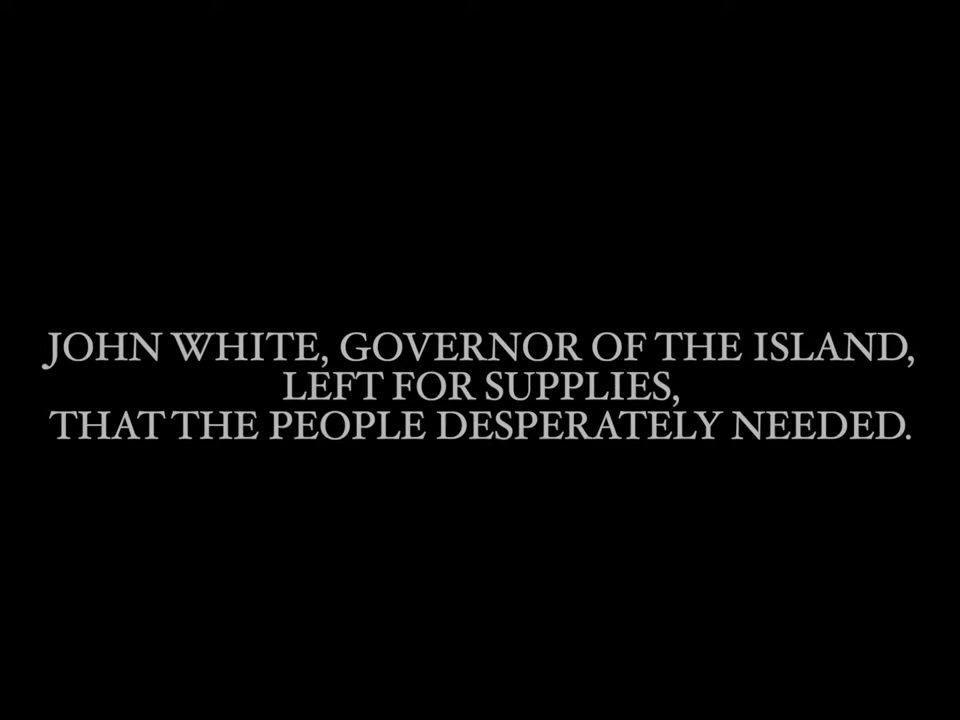 JOHN WHITE, GOVERNOR OF THE ISLAND,
LEFT FOR SUPPLIES,
THAT THE PEOPLE DESPERATELY NEEDED.